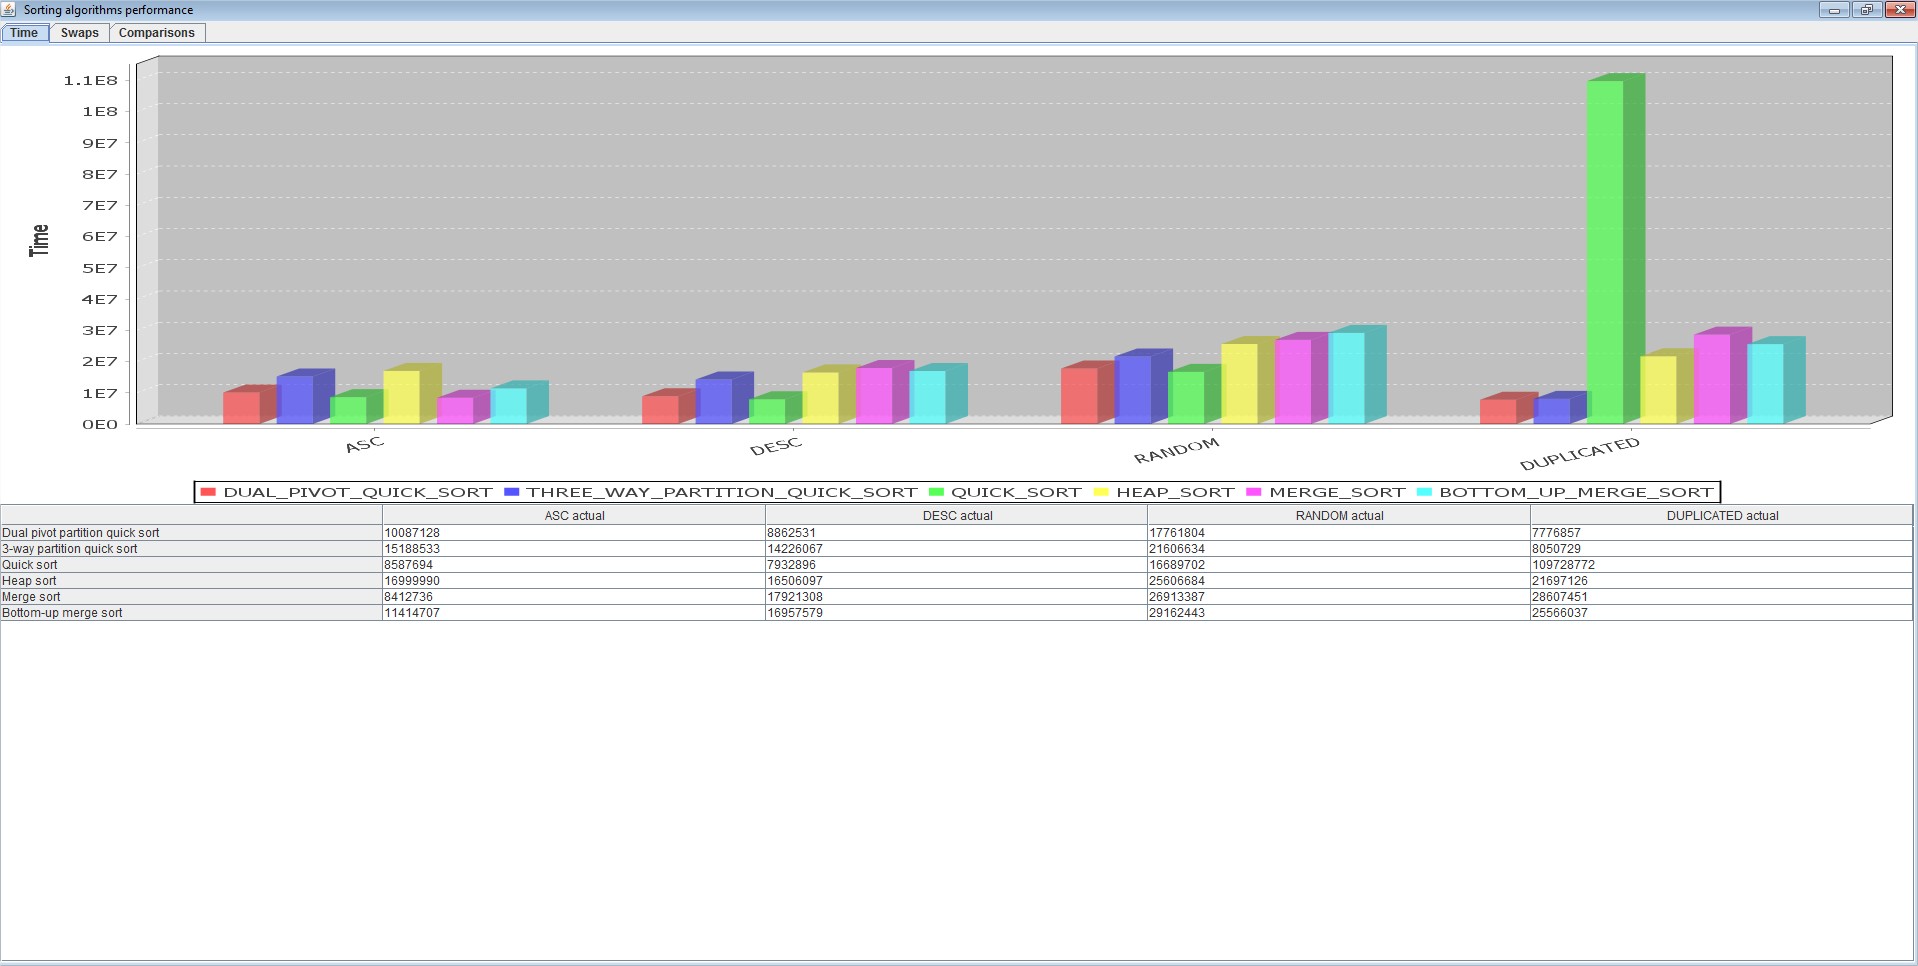 Sorting algorithms performance
Time Swaps Comparisons
1.1E8
1E8
9E7
8E7
7E7
6E7
5E7
4E7
3E7
2E7
1E7
0E0
Time
ASC DESC RANDOM DUPLICATED
DUAL_PIVOT_QUICK_SORT THREE_WAY_PARTITION_QUICK_SORT QUICK_SORT HEAP_SORT MERGE_SORT BOTTOM_UP_MERGE_SORT
ASC actual DESC actual RANDOM actual DUPLICATED actual
Dual pivot partition quick sort 10087128 8862531 17761804 7776857
3-way partition quick sort 15188533 14226067 21606634 8050729
Quick sort 8587694 7932896 16689702 109728772
Heap sort 16999990 16506097 25606684 21697126
Merge sort 8412736 17921308 26913387 28607451
Bottom-up merge sort 11414707 16957579 29162443 25566037